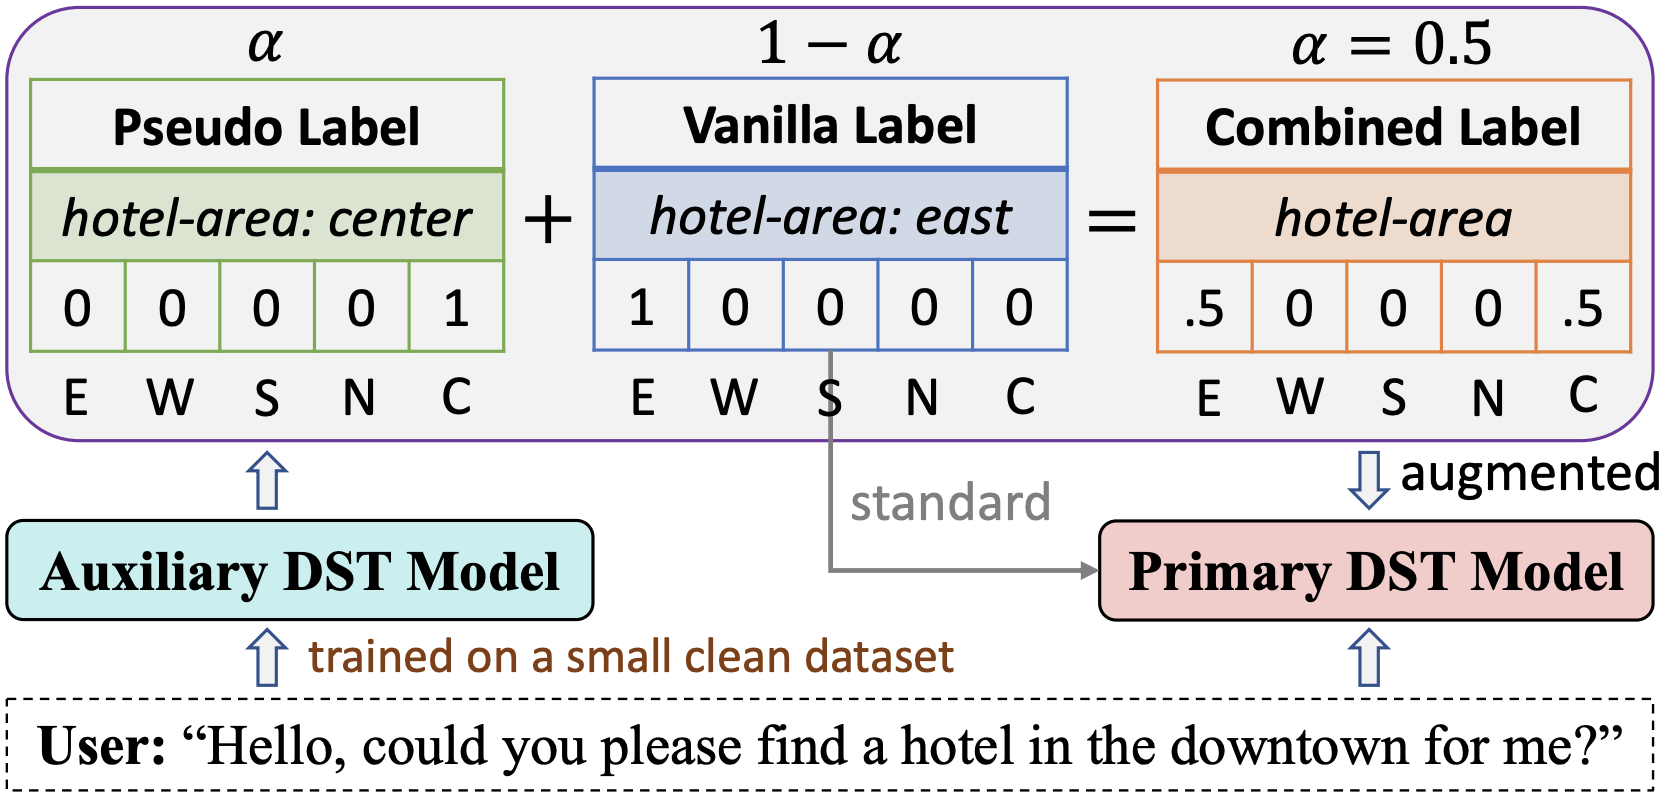 α 1 − α α = 0.5
Pseudo Label Vanilla Label Combined Label
hotel-area: center + hotel-area: east = hotel-area
0 0 0 0 1 1 0 0 0 0 .5 0 0 0 .5
E W S N C E W S N C E W S N C
augmented
standard
Auxiliary DST Model Primary DST Model
trained on a small clean dataset
User: “Hello, could you please find a hotel in the downtown for me?”